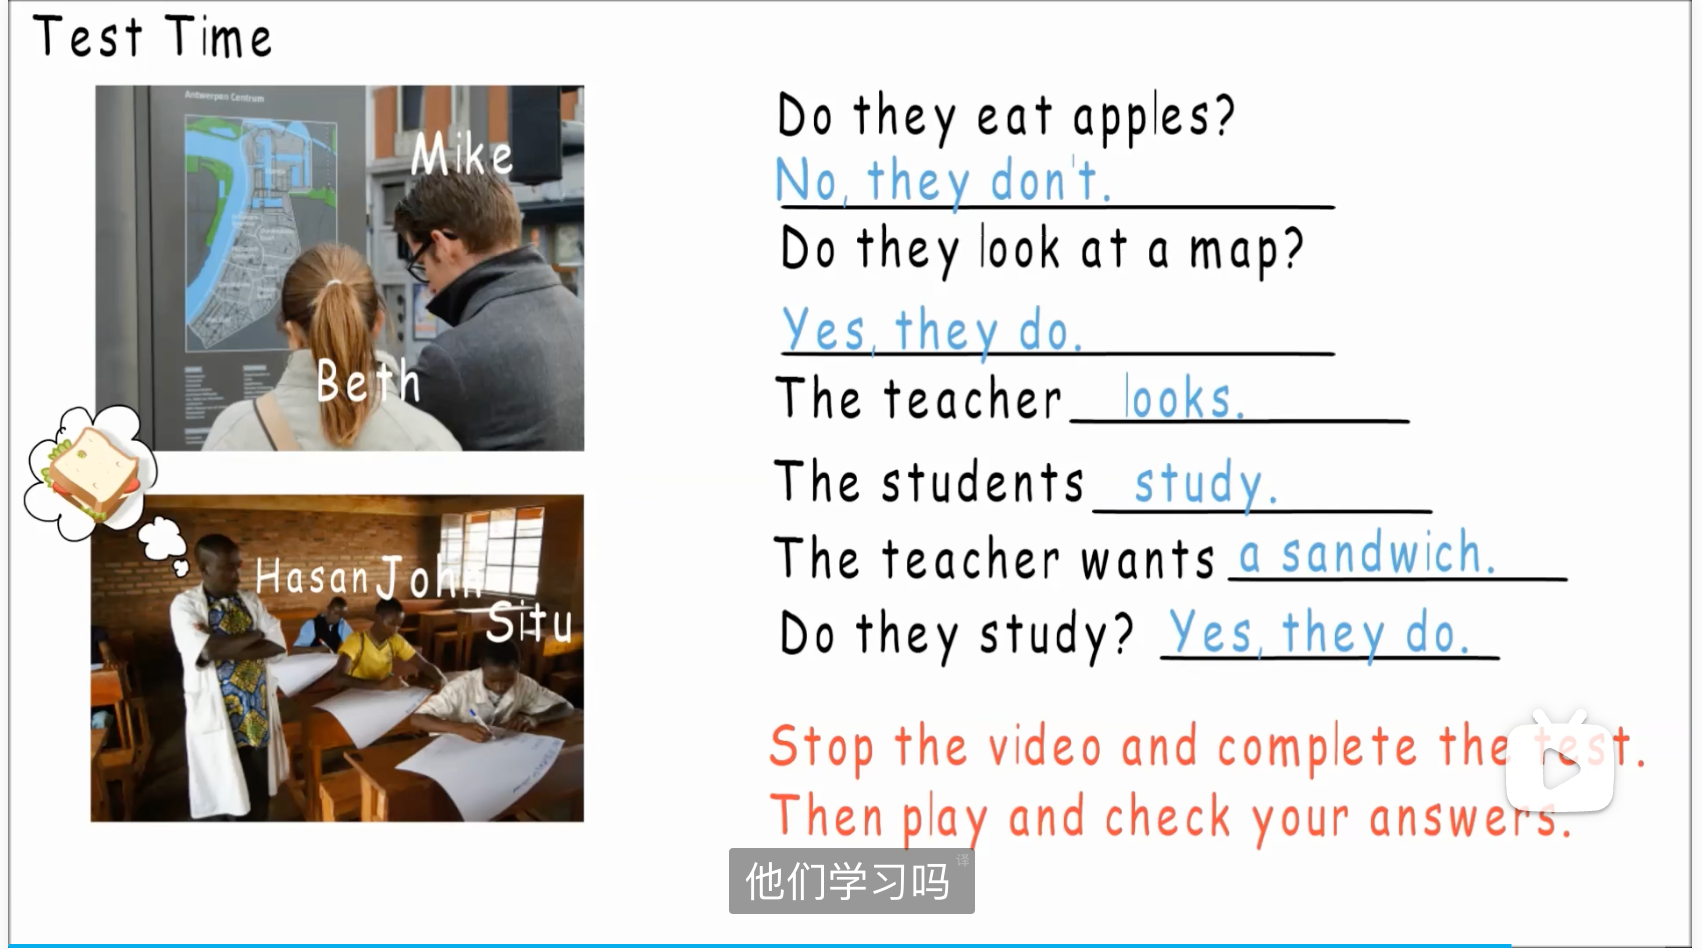 Test Time
Antwerpen Centrum
Mike
Beth
Hasan John
Situ
Do they eat apples?
No, they don't.
Do they look at a map?
Yes, they do.
The teacher looks.
The students study.
The teacher wants a sandwich.
Do they study? Yes, they do.
Stop the video and complete the test.
Then play and check your answers.
他们学习吗
译